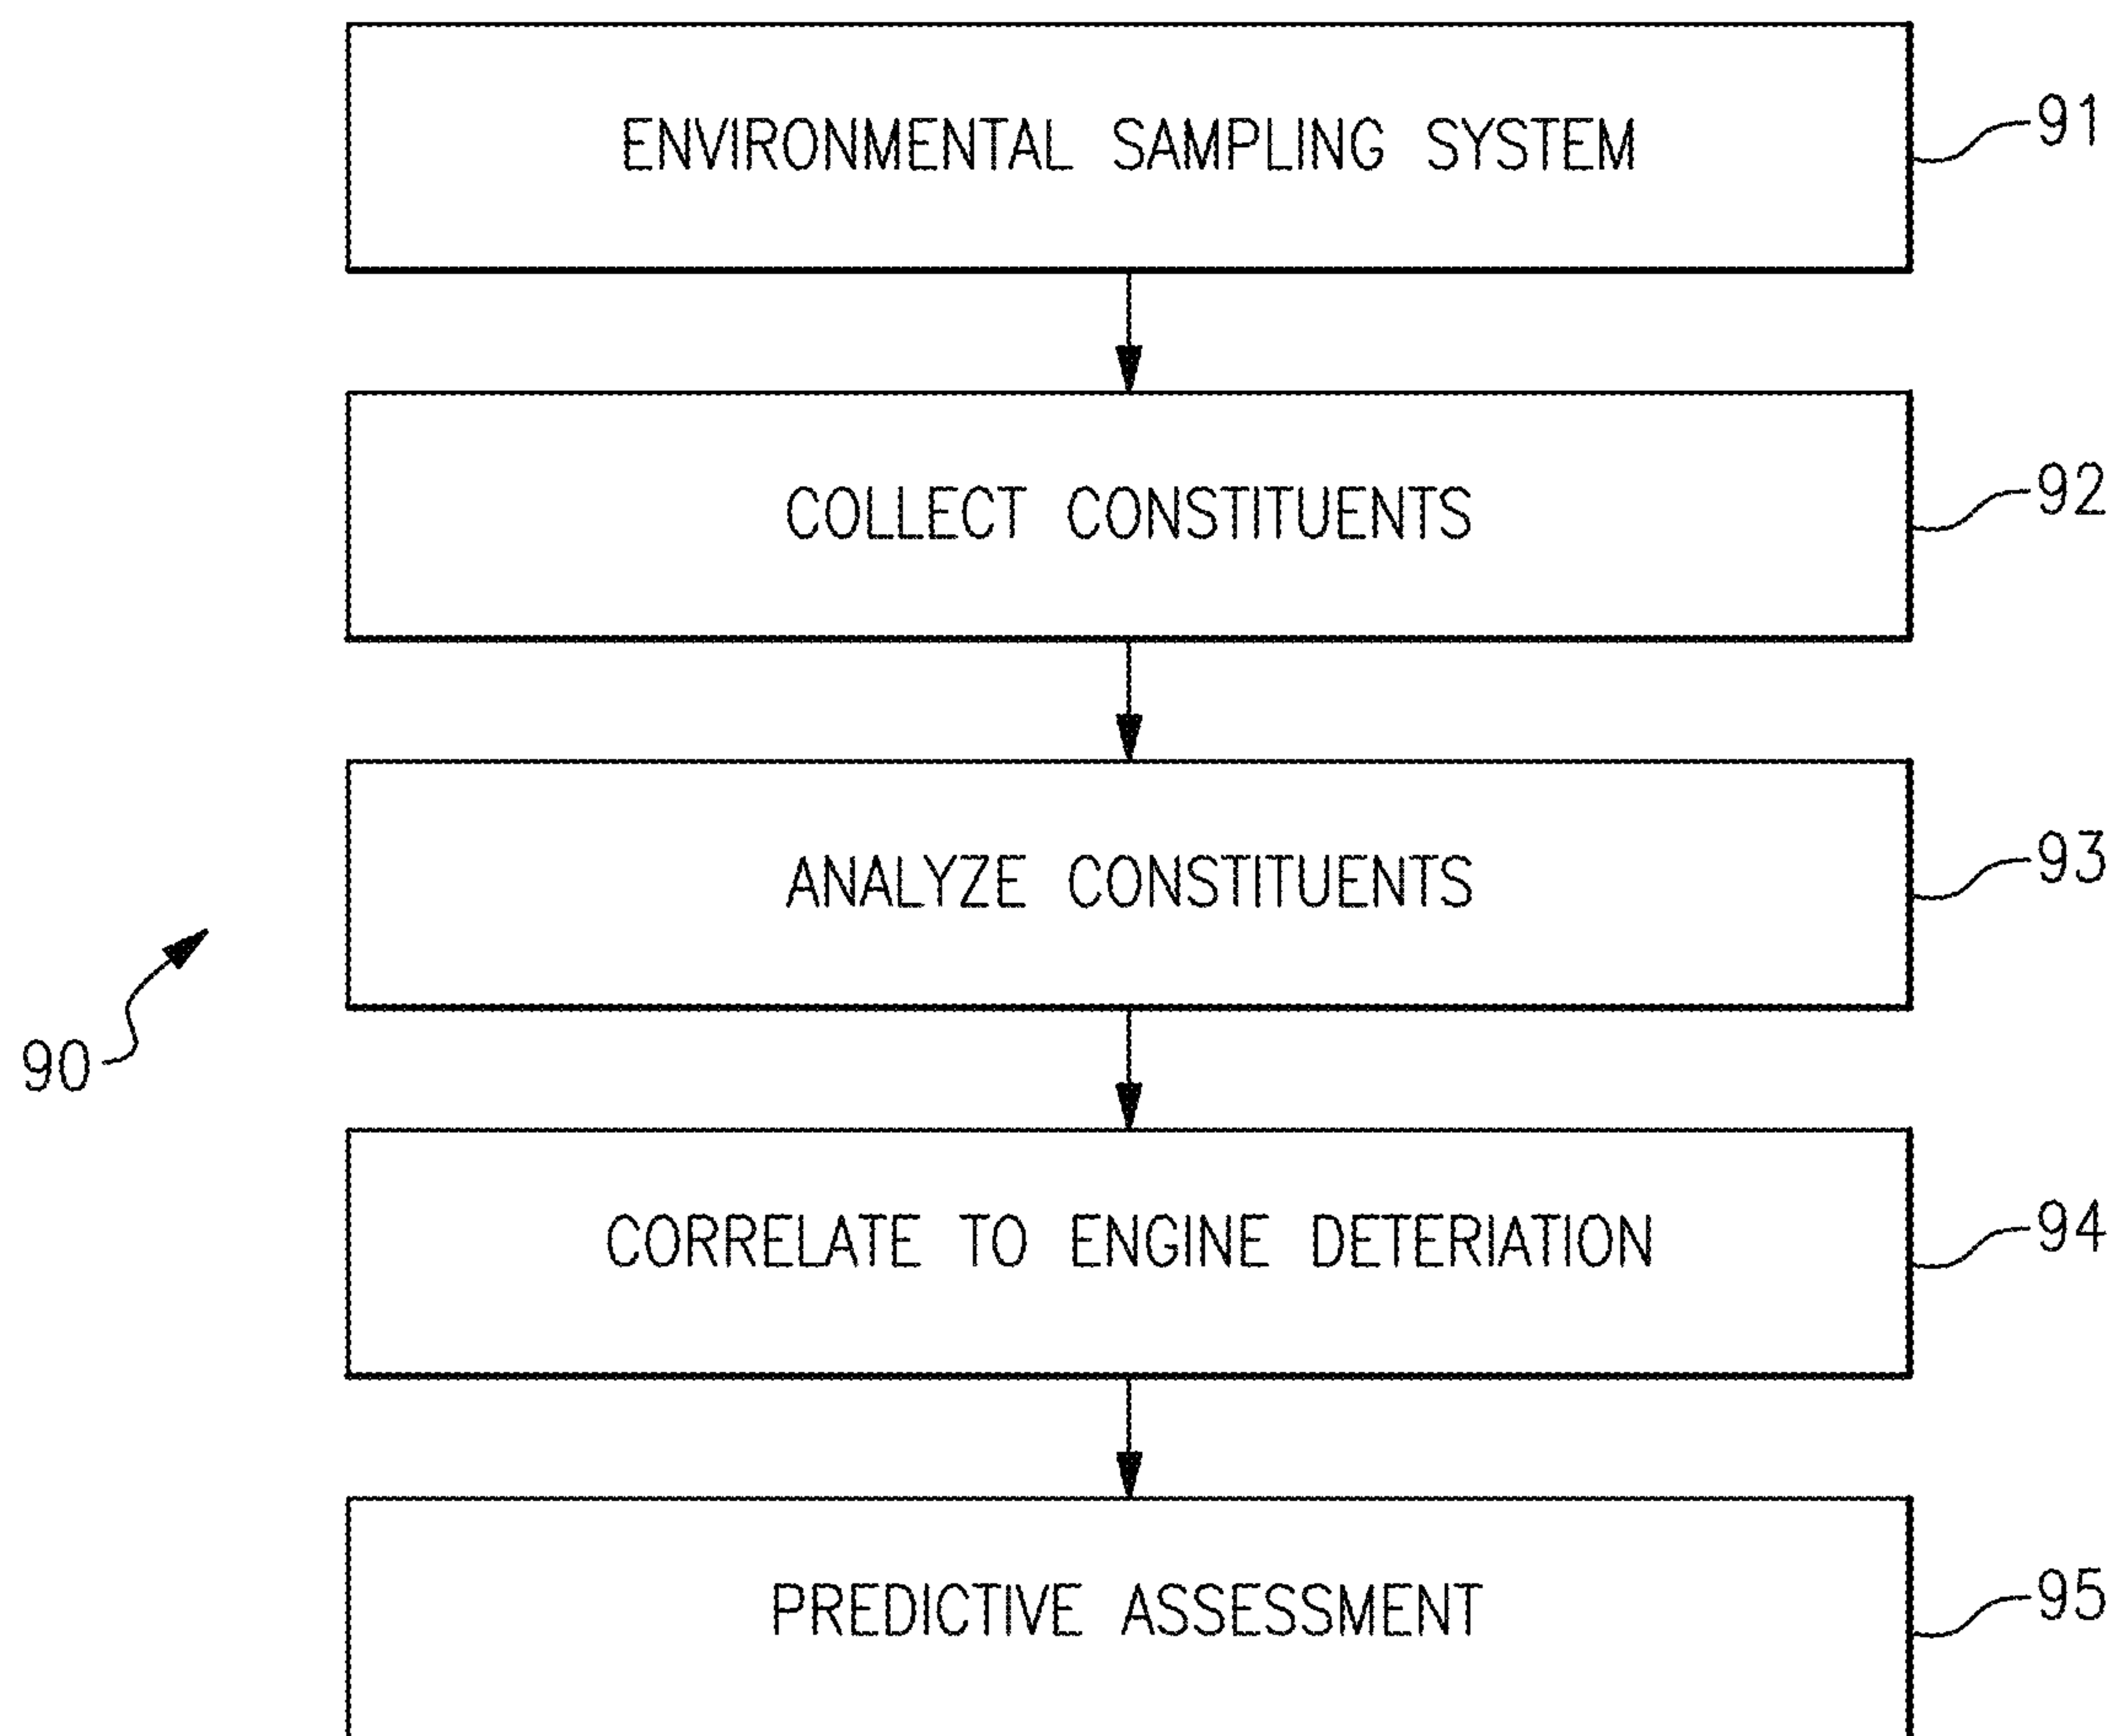 ENVIRONMENTAL SAMPLING SYSTEM
91
COLLECT CONSTITUENTS
92
ANALYZE CONSTITUENTS
93
90
CORRELATE TO ENGINE DETERIATION
94
PREDICTIVE ASSESSMENT
95